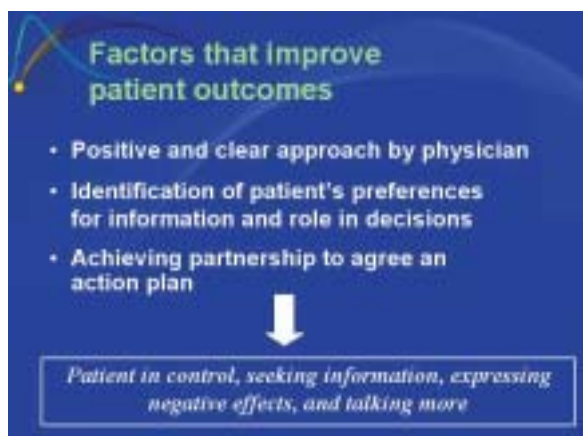 Factors that improve
patient outcomes
• Positive and clear approach by physician
• Identification of patient's preferences
for information and role in decisions
• Achieving partnership to agree an
action plan
Patient in control, seeking information, expressing
negative effects, and talking more